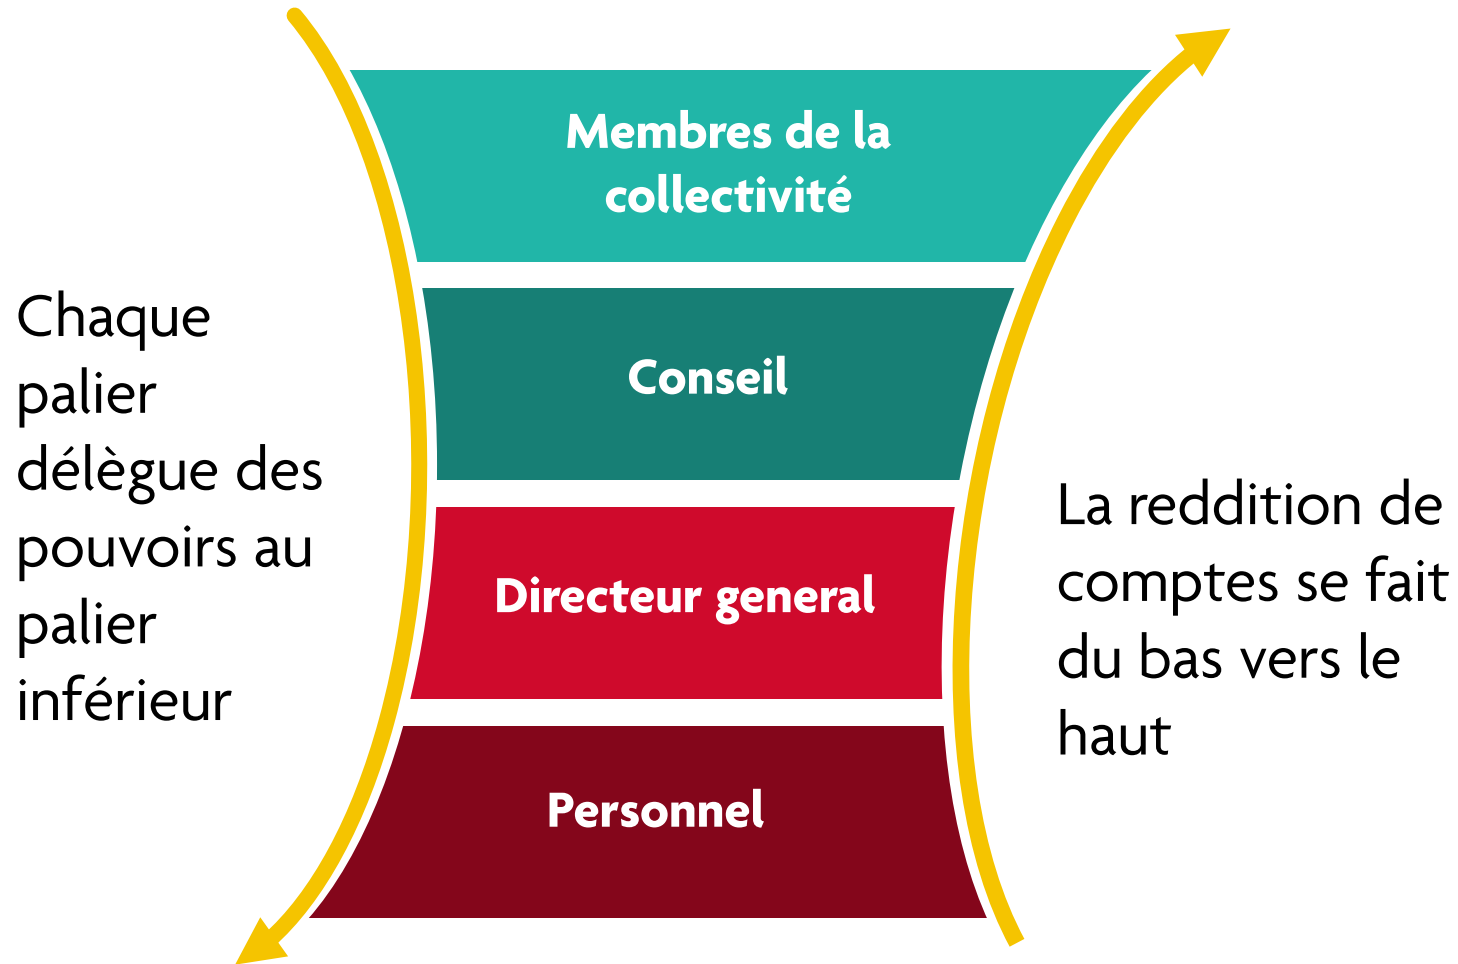 Membres de la
collectivité
Conseil
Directeur general
Personnel
Chaque
palier
délègue des
pouvoirs au
palier
inférieur
La reddition de
comptes se fait
du bas vers le
haut